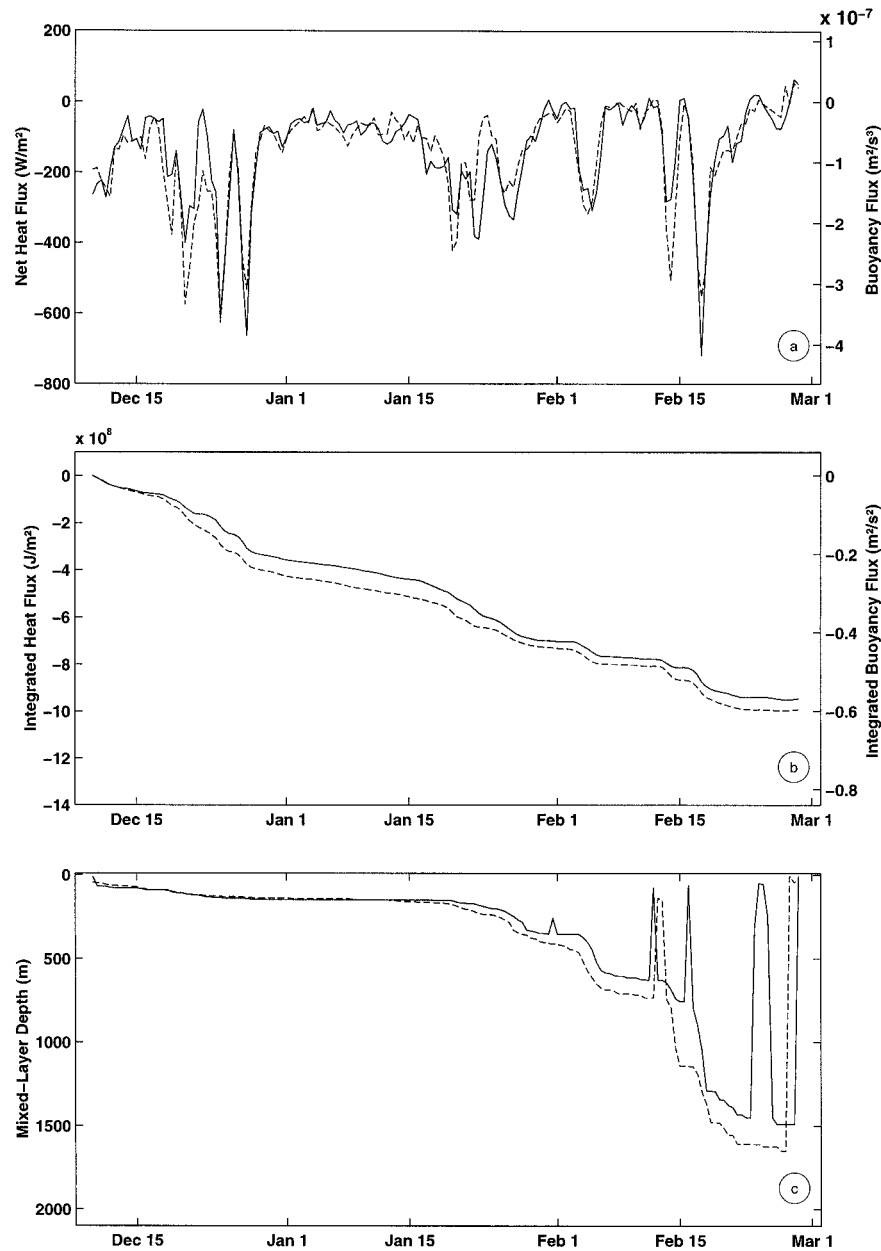 x 10⁻⁷
200
0
−200
−400
−600
−800
Net Heat Flux (W/m²)
1
0
−1
−2
−3
−4
Buoyancy Flux (m²/s³)
a
Dec 15 Jan 1 Jan 15 Feb 1 Feb 15 Mar 1
x 10⁸
0
−2
−4
−6
−8
−10
−12
−14
Integrated Heat Flux (J/m²)
0
−0.2
−0.4
−0.6
−0.8
Integrated Buoyancy Flux (m²/s²)
b
Dec 15 Jan 1 Jan 15 Feb 1 Feb 15 Mar 1
0
500
1000
1500
2000
Mixed−Layer Depth (m)
c
Dec 15 Jan 1 Jan 15 Feb 1 Feb 15 Mar 1